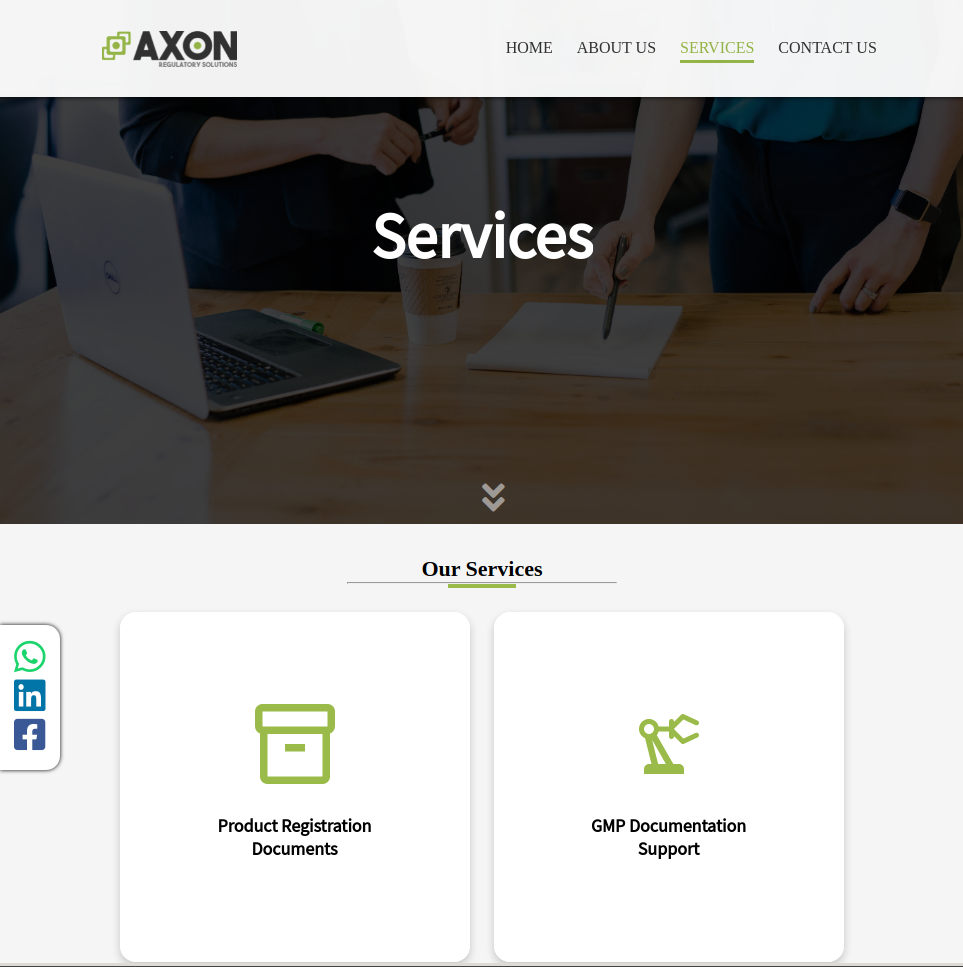 AXON
REGULATORY SOLUTIONS
HOME ABOUT US SERVICES CONTACT US
Services
Our Services
Product Registration
Documents
GMP Documentation
Support